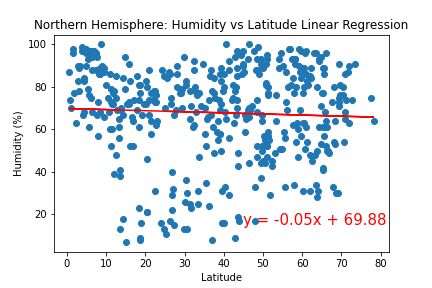 Northern Hemisphere: Humidity vs Latitude Linear Regression
100
80
60
40
20
Humidity (%)
y = -0.05x + 69.88
0 10 20 30 40 50 60 70 80
Latitude